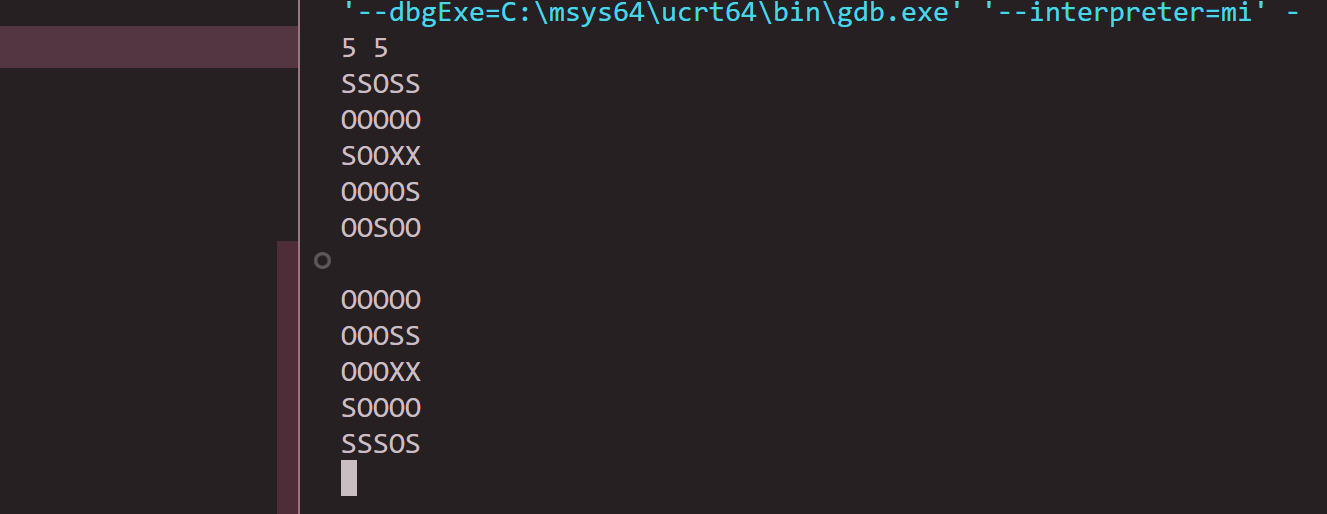 '--dbgExe=C:\msys64\ucrt64\bin\gdb.exe' '--interpreter=mi' -
5 5
SSOSS
OOOOO
SOOXX
OOOOS
OOSOO
OOOOO
OOOSS
OOOXX
SOOOO
SSSOS